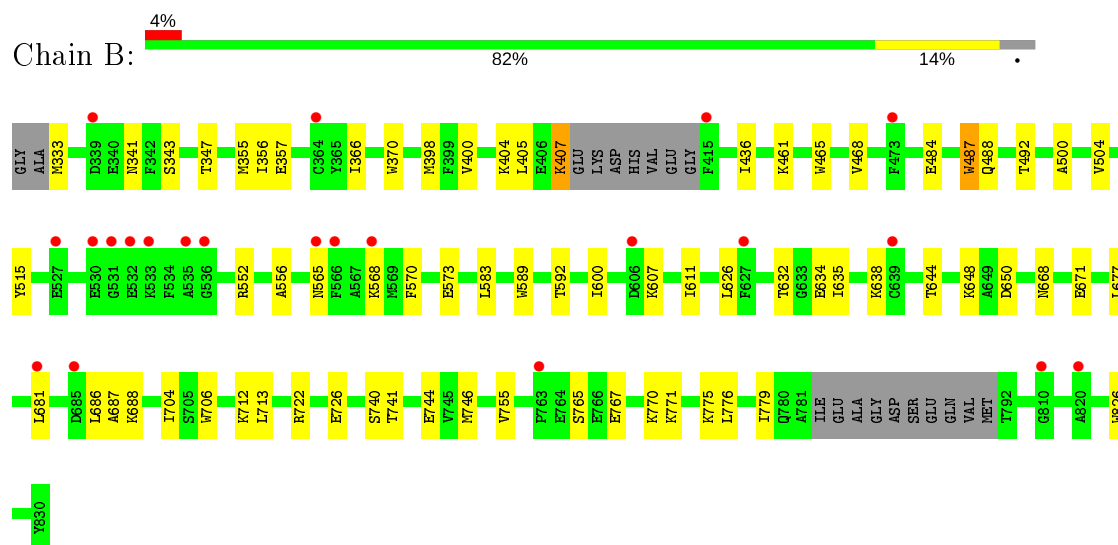 4%
Chain B:
82% 14% •
GLY ALA M333 D339 E340 N341 F342 S343 T347 M355 I356 E357 C364 Y365 I366 W370 M398 F399 V400 K404 L405 E406 K407 GLU LYS ASP HIS VAL GLU GLY F415 I436 K461 W465 V468 F473 E484 W487 Q488 T492 A500 V504
Y515 E527 E530 G531 E532 K533 F534 A535 G536 R552 A556 N565 F566 A567 K568 M569 F570 E573 L583 W589 T592 I600 D606 K607 I611 L626 F627 T632 G633 E634 I635 K638 C639 T644 K648 A649 D650 N668 E671 L677
L681 D685 L686 A687 K688 I704 S705 W706 K712 L713 R722 E726 S740 T741 E744 V745 M746 V755 P763 E764 S765 E766 E767 K770 K771 K775 L776 I779 Q780 A781 ILE GLU ALA GLY ASP SER GLU GLN VAL MET T792 G810 A820 W826
Y830